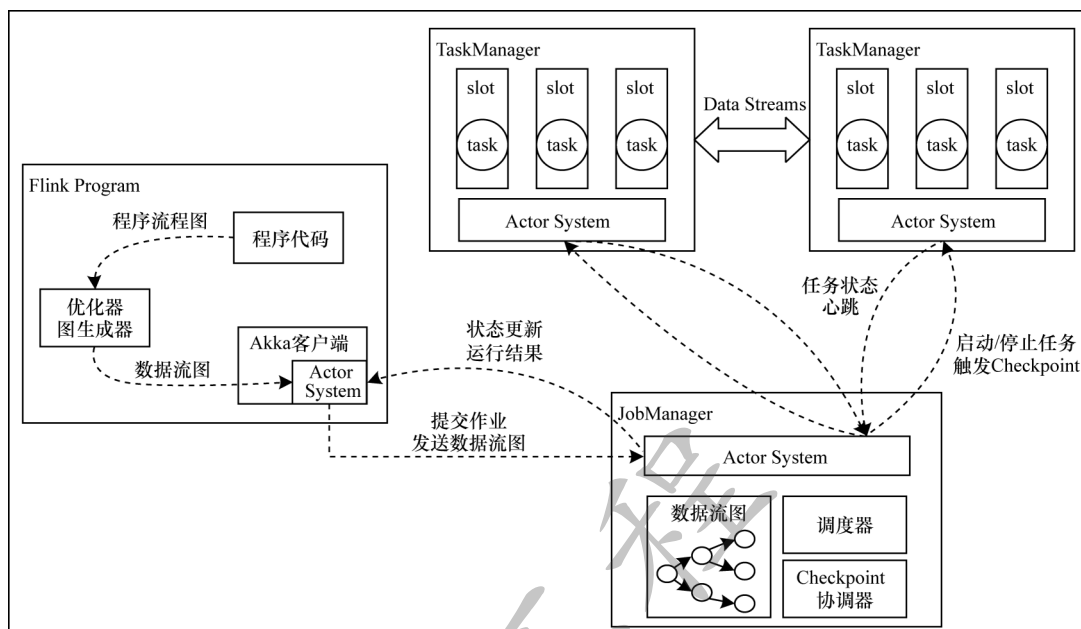 TaskManager
slot
slot
slot
task
task
task
Actor System
Data Streams
TaskManager
slot
slot
slot
task
task
task
Actor System
Flink Program
程序流程图
程序代码
优化器
图生成器
数据流图
Akka客户端
Actor
System
状态更新
运行结果
提交作业
发送数据流图
任务状态
心跳
启动/停止任务
触发Checkpoint
JobManager
Actor System
数据流图
调度器
Checkpoint
协调器
程